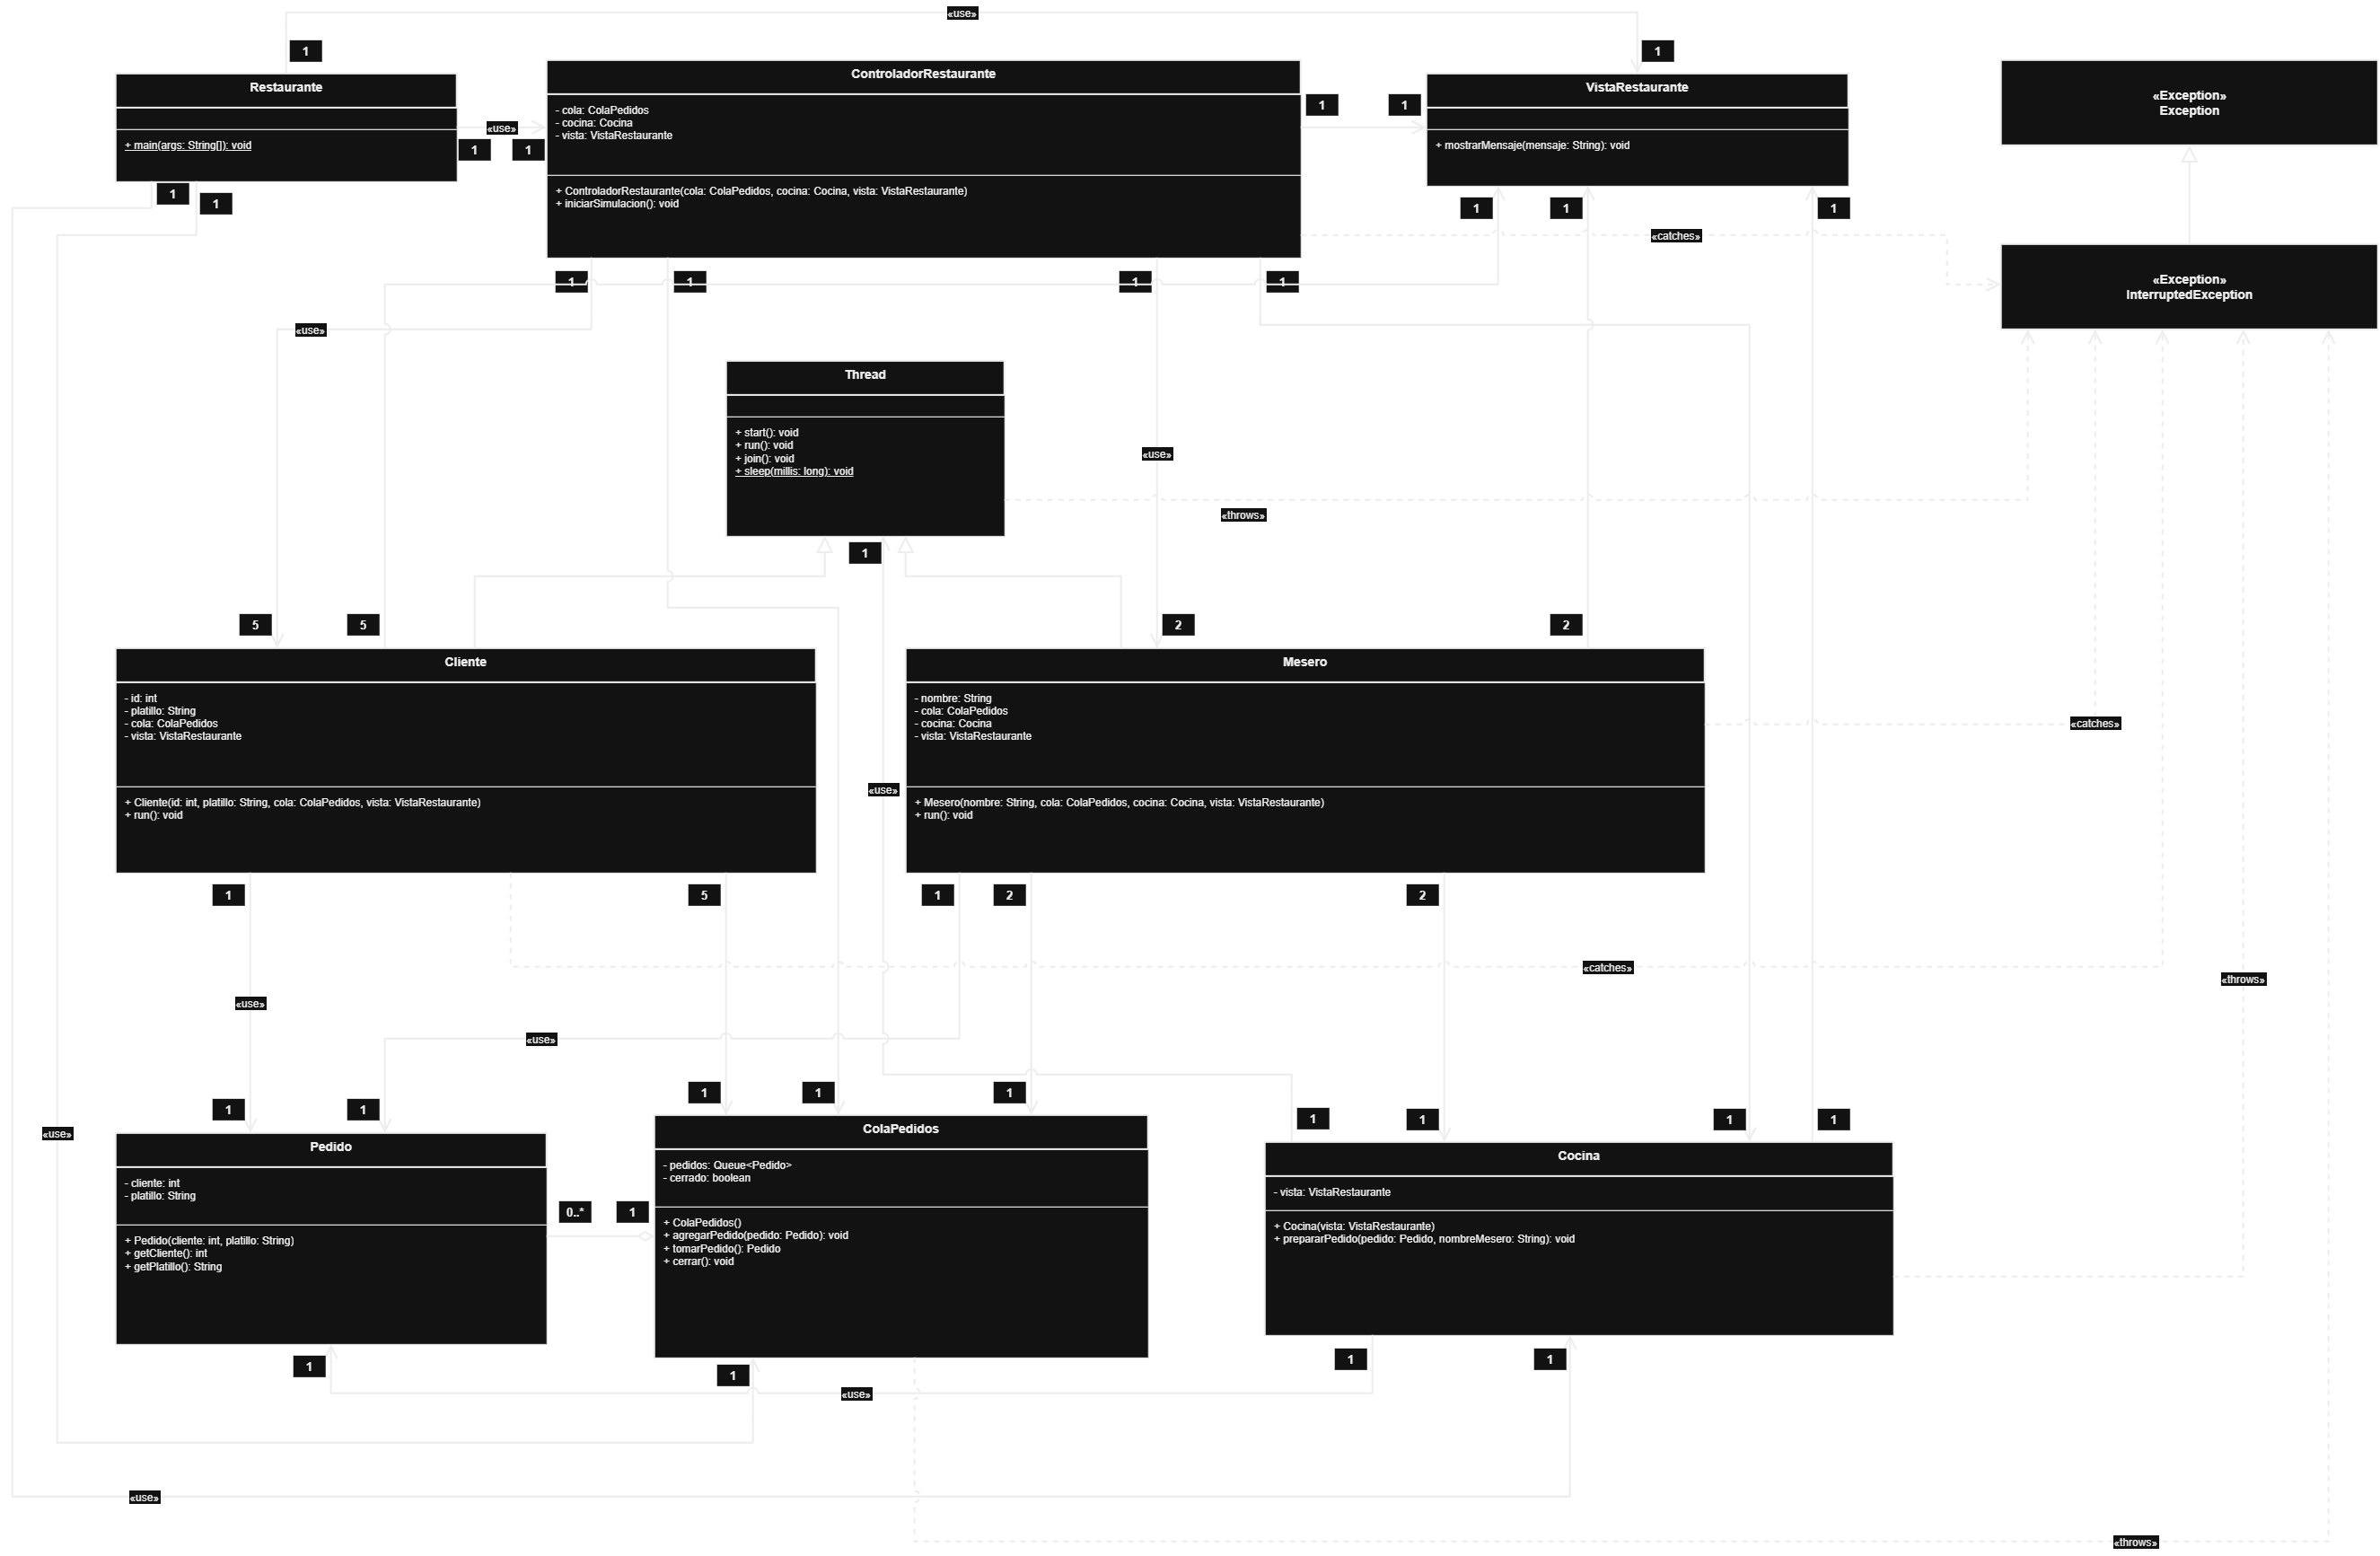 «use»
1
1
Restaurante
+ main(args: String[]): void
«use»
1
1
1
1
ControladorRestaurante
- cola: ColaPedidos
- cocina: Cocina
- vista: VistaRestaurante
+ ControladorRestaurante(cola: ColaPedidos, cocina: Cocina, vista: VistaRestaurante)
+ iniciarSimulacion(): void
1
1
VistaRestaurante
+ mostrarMensaje(mensaje: String): void
«Exception»
Exception
1
1
1
«catches»
«Exception»
InterruptedException
1
1
1
1
«use»
Thread
+ start(): void
+ run(): void
+ join(): void
+ sleep(millis: long): void
«use»
«throws»
1
5
5
2
2
Cliente
- id: int
- platillo: String
- cola: ColaPedidos
- vista: VistaRestaurante
+ Cliente(id: int, platillo: String, cola: ColaPedidos, vista: VistaRestaurante)
+ run(): void
«use»
Mesero
- nombre: String
- cola: ColaPedidos
- cocina: Cocina
- vista: VistaRestaurante
+ Mesero(nombre: String, cola: ColaPedidos, cocina: Cocina, vista: VistaRestaurante)
+ run(): void
«catches»
1
5
1
2
2
«catches»
«throws»
«use»
«use»
1
1
1
1
1
1
1
1
1
«use»
Pedido
- cliente: int
- platillo: String
+ Pedido(cliente: int, platillo: String)
+ getCliente(): int
+ getPlatillo(): String
0..*
1
ColaPedidos
- pedidos: Queue<Pedido>
- cerrado: boolean
+ ColaPedidos()
+ agregarPedido(pedido: Pedido): void
+ tomarPedido(): Pedido
+ cerrar(): void
Cocina
- vista: VistaRestaurante
+ Cocina(vista: VistaRestaurante)
+ prepararPedido(pedido: Pedido, nombreMesero: String): void
1
1
1
1
«use»
«use»
«throws»